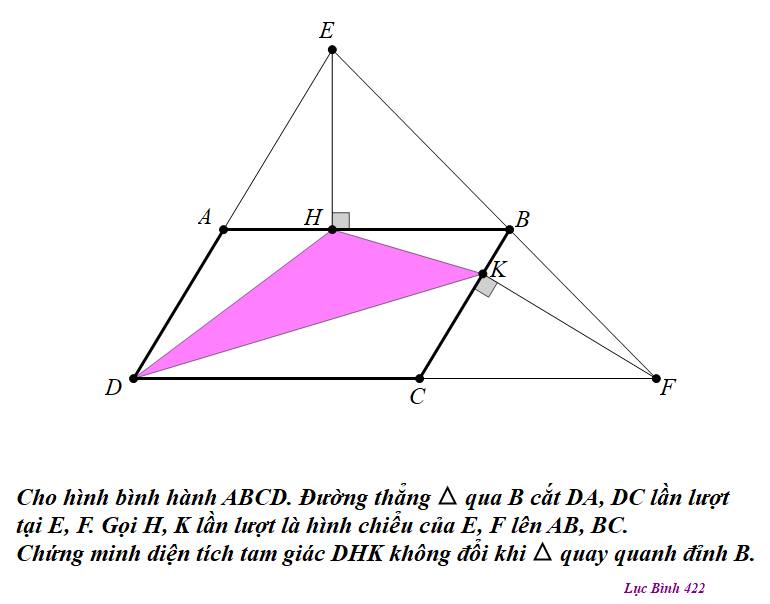 E
A
H
B
K
D
C
F
Cho hình bình hành ABCD. Đường thẳng △ qua B cắt DA, DC lần lượt
tại E, F. Gọi H, K lần lượt là hình chiếu của E, F lên AB, BC.
Chứng minh diện tích tam giác DHK không đổi khi △ quay quanh đỉnh B.
Lục Bình 422